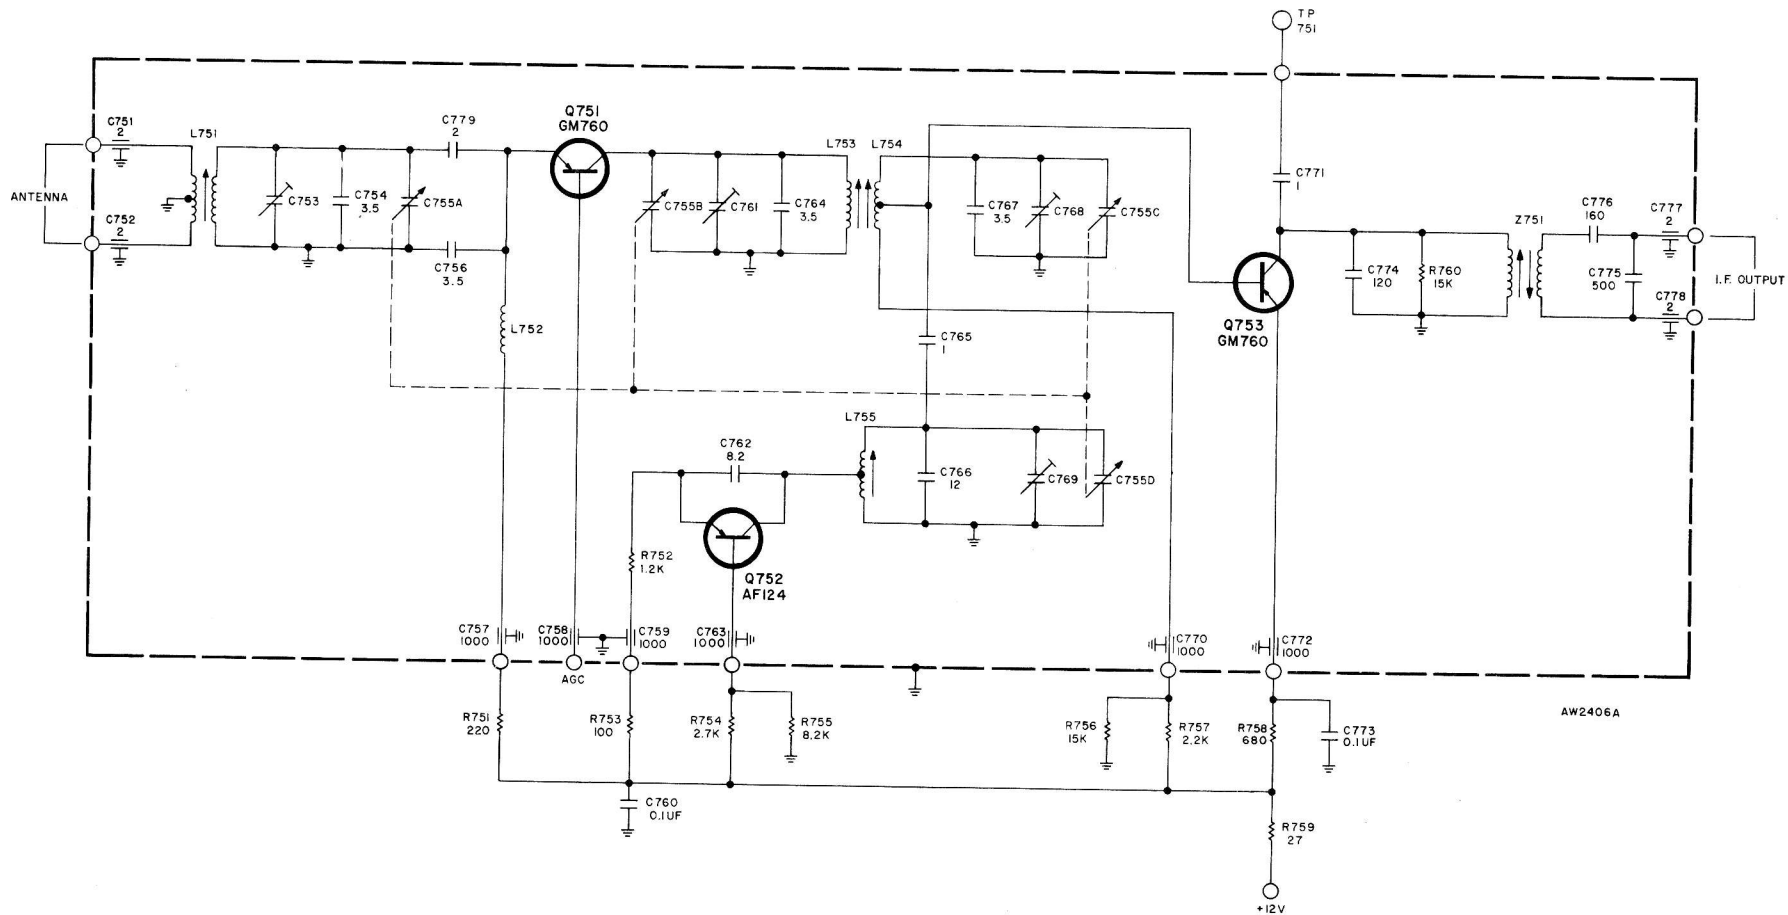 TP
751
Q751
GM760
C751
2
L751
C779
2
L753
L754
C771
1
C776
160
C777
2
Z751
ANTENNA
C753
C754
3.5
C755A
C755B
C761
C764
3.5
C767
3.5
C768
C755C
C752
2
C756
3.5
C774
120
R760
15K
C775
500
I.F. OUTPUT
C778
2
Q753
GM760
L752
C765
1
L755
C762
8.2
C766
12
C769
C755D
R752
1.2K
Q752
AF124
C757
1000
C758
1000
C759
1000
C763
1000
C770
1000
C772
1000
AGC
R751
220
R753
100
R754
2.7K
R755
8.2K
R756
15K
R757
2.2K
R758
680
C773
0.1UF
AW2406A
C760
0.1UF
R759
27
+12V